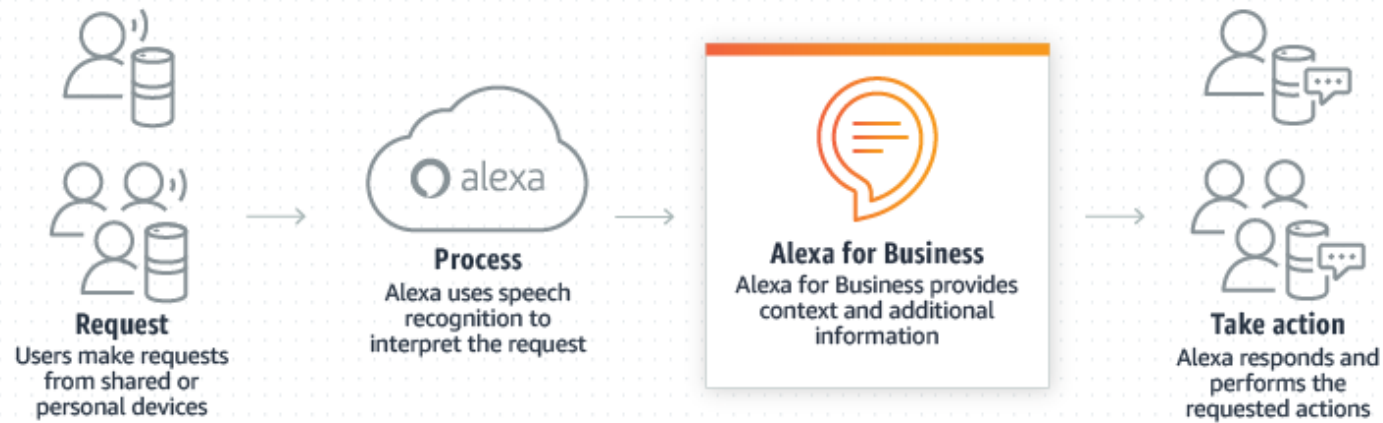 alexa
Request
Users make requests
from shared or
personal devices
Process
Alexa uses speech
recognition to
interpret the request
Alexa for Business
Alexa for Business provides
context and additional
information
Take action
Alexa responds and
performs the
requested actions